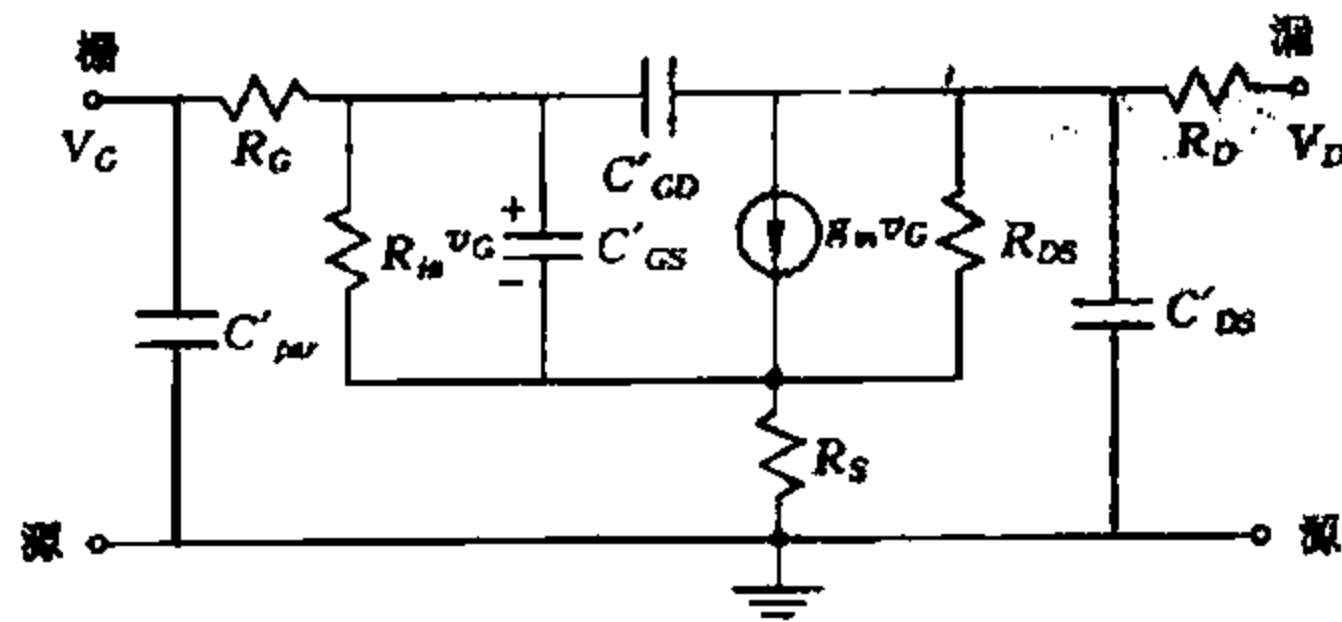 栅
漏
V_G
R_G
C'_GD
R_D
V_D
R_in
v_G
+
−
C'_GS
g_m v_G
R_DS
C'_par
C'_DS
R_S
源
源